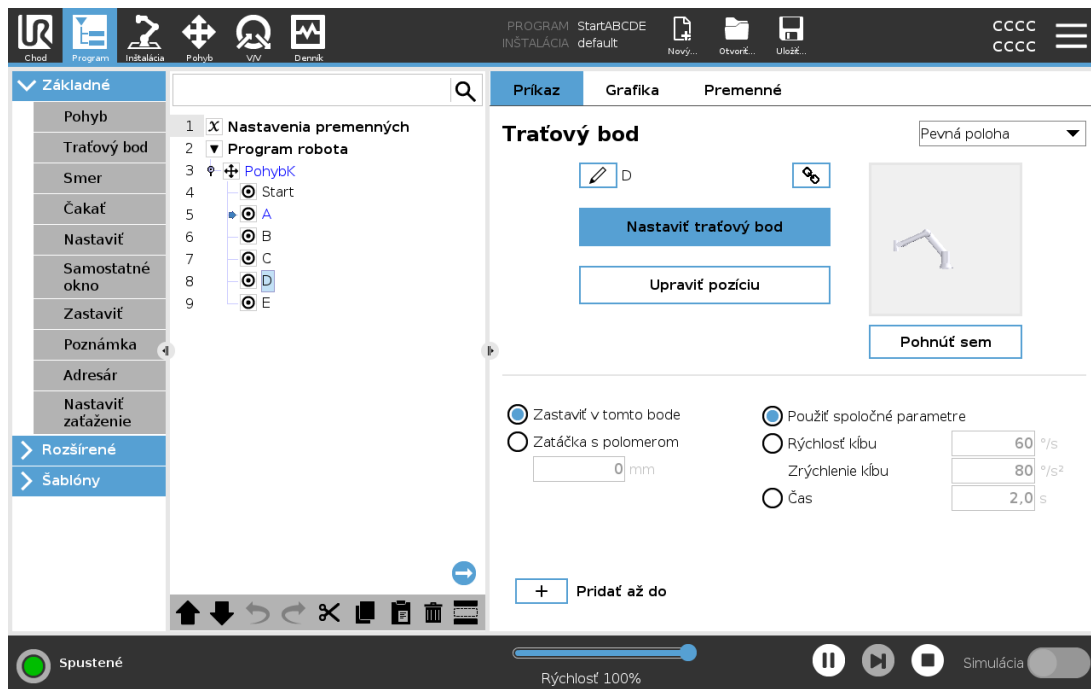 UR
Chod
Program
Inštalácia
Pohyb
V/V
Denník
PROGRAM StartABCDE
INŠTALÁCIA default
Nový...
Otvoriť...
Uložiť...
CCCC
CCCC
Základné
Pohyb
Traťový bod
Smer
Čakať
Nastaviť
Samostatné
okno
Zastaviť
Poznámka
Adresár
Nastaviť
zaťaženie
Rozšírené
Šablóny
1 X Nastavenia premenných
2 Program robota
3 PohybK
4 Start
5 A
6 B
7 C
8 D
9 E
Príkaz Grafika Premenné
Traťový bod
Pevná poloha
D
Nastaviť traťový bod
Upraviť pozíciu
Pohnúť sem
Zastaviť v tomto bode
Zatáčka s polomerom
0 mm
Použiť spoločné parametre
Rýchlosť kĺbu 60 °/s
Zrýchlenie kĺbu 80 °/s²
Čas 2,0 s
+ Pridať až do
Spustené
Rýchlosť 100%
Simulácia